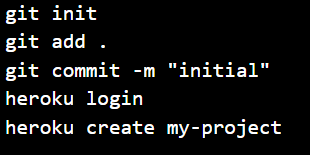 git init
git add .
git commit -m "initial"
heroku login
heroku create my-project